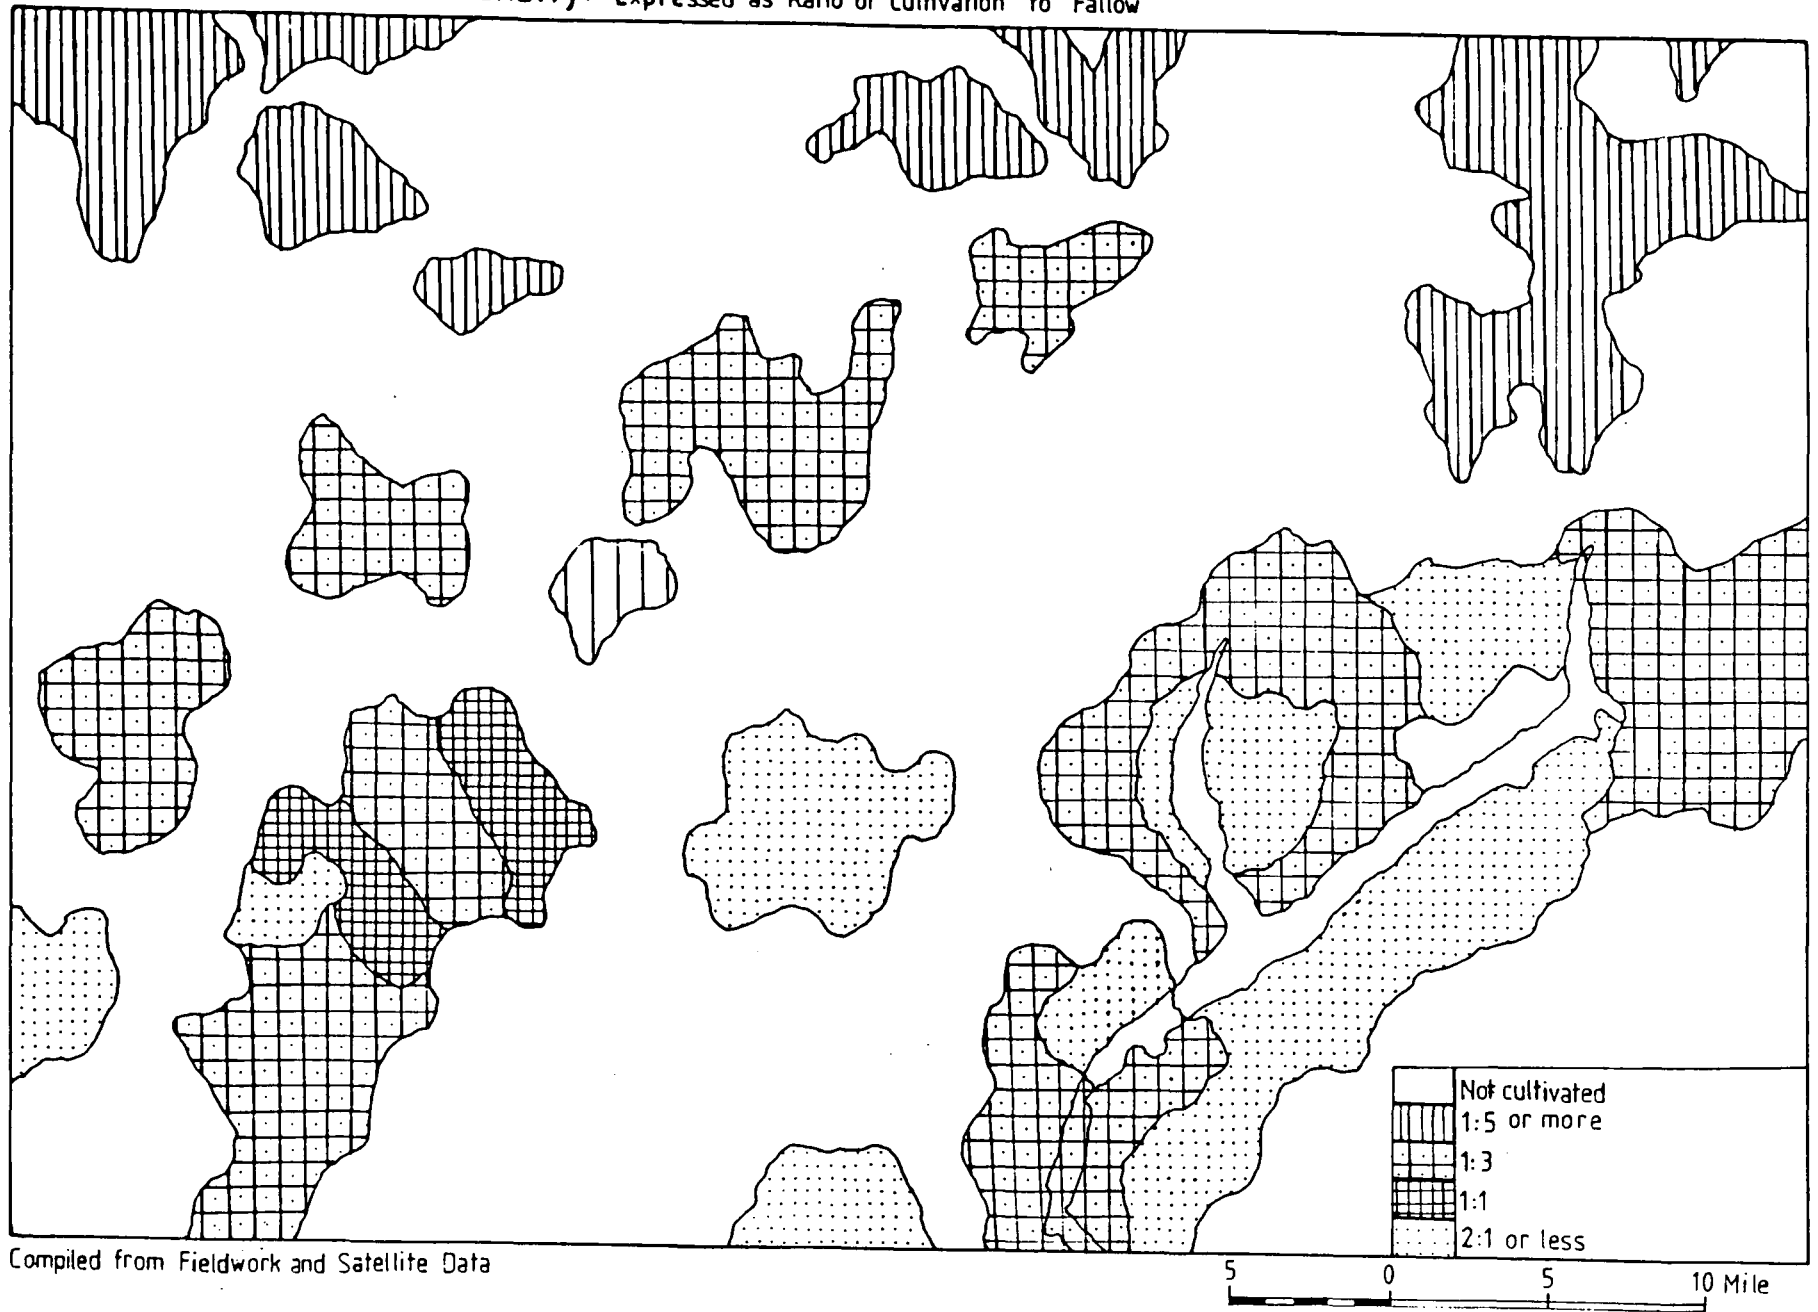 Expressed as Ratio of Cultivation to Fallow
Not cultivated
1:5 or more
1:3
1:1
2:1 or less
Compiled from Fieldwork and Satellite Data
5 0 5 10 Mile